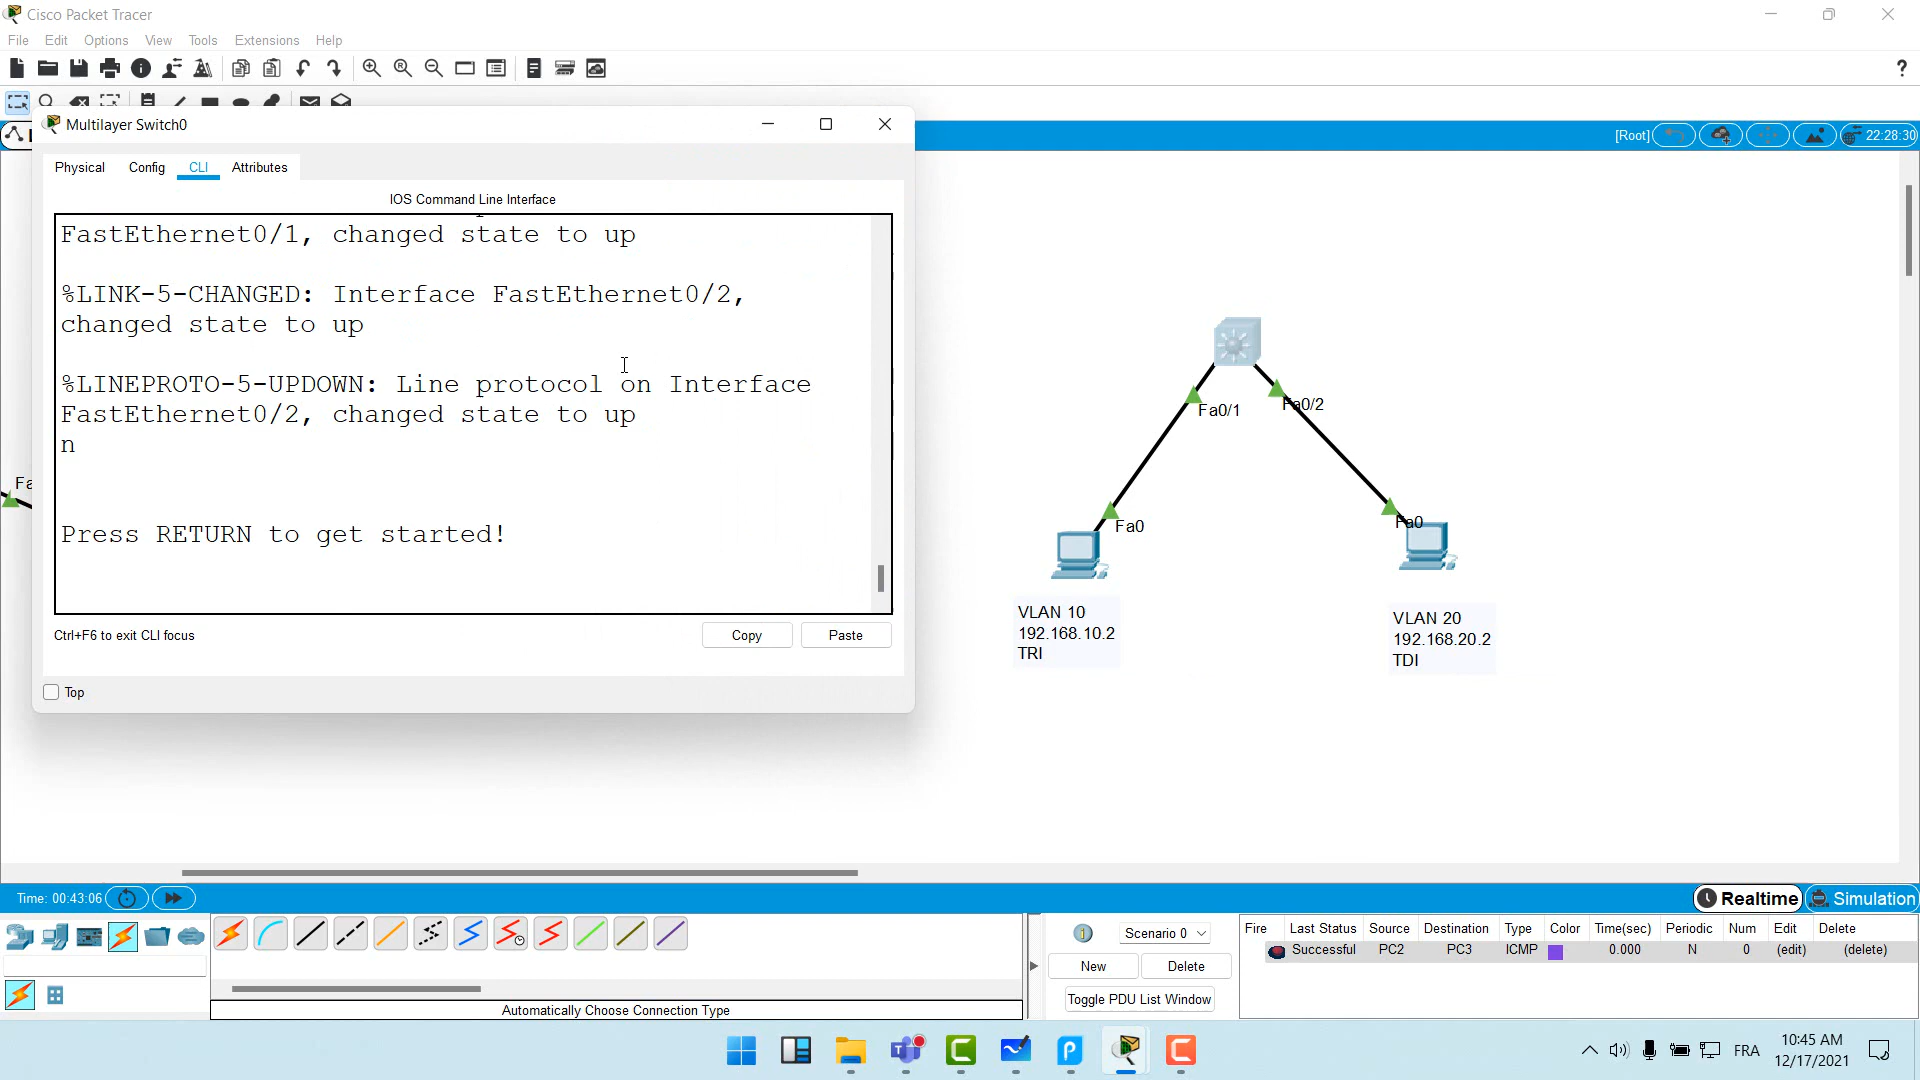 Cisco Packet Tracer
File Edit Options View Tools Extensions Help
?
Multilayer Switch0
Physical Config CLI Attributes
IOS Command Line Interface
FastEthernet0/1, changed state to up
%LINK-5-CHANGED: Interface FastEthernet0/2,
changed state to up
%LINEPROTO-5-UPDOWN: Line protocol on Interface
FastEthernet0/2, changed state to up
n
Press RETURN to get started!
Ctrl+F6 to exit CLI focus
Copy Paste
Top
[Root] 22:28:30
Fa0/1
Fa0/2
Fa0
Fa0
Fa
VLAN 10
192.168.10.2
TRI
VLAN 20
192.168.20.2
TDI
Time: 00:43:06
Realtime Simulation
Automatically Choose Connection Type
Scenario 0
New Delete
Toggle PDU List Window
Fire Last Status Source Destination Type Color Time(sec) Periodic Num Edit Delete
Successful PC2 PC3 ICMP 0.000 N 0 (edit) (delete)
FRA
10:45 AM
12/17/2021